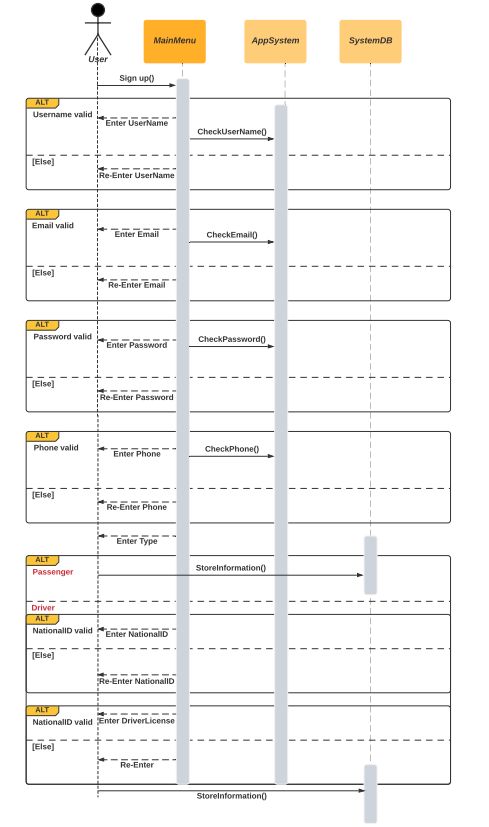 MainMenu
AppSystem
SystemDB
User
Sign up()
ALT
Username valid
Enter UserName
CheckUserName()
[Else]
Re-Enter UserName
ALT
Email valid
Enter Email
CheckEmail()
[Else]
Re-Enter Email
ALT
Password valid
Enter Password
CheckPassword()
[Else]
Re-Enter Password
ALT
Phone valid
Enter Phone
CheckPhone()
[Else]
Re-Enter Phone
Enter Type
ALT
Passenger
StoreInformation()
Driver
ALT
NationalID valid
Enter NationalID
[Else]
Re-Enter NationalID
ALT
NationalID valid
Enter DriverLicense
[Else]
Re-Enter
StoreInformation()